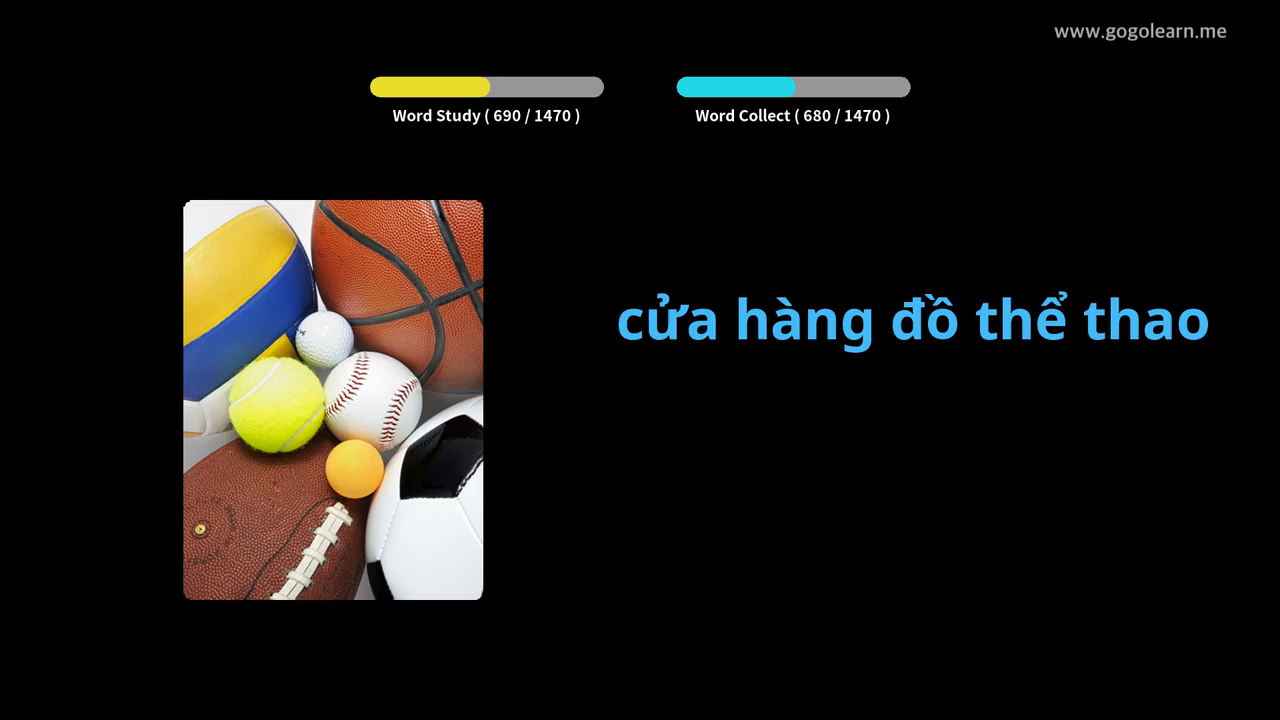 www.gogolearn.me
Word Study ( 690 / 1470 )
Word Collect ( 680 / 1470 )
cửa hàng đồ thể thao